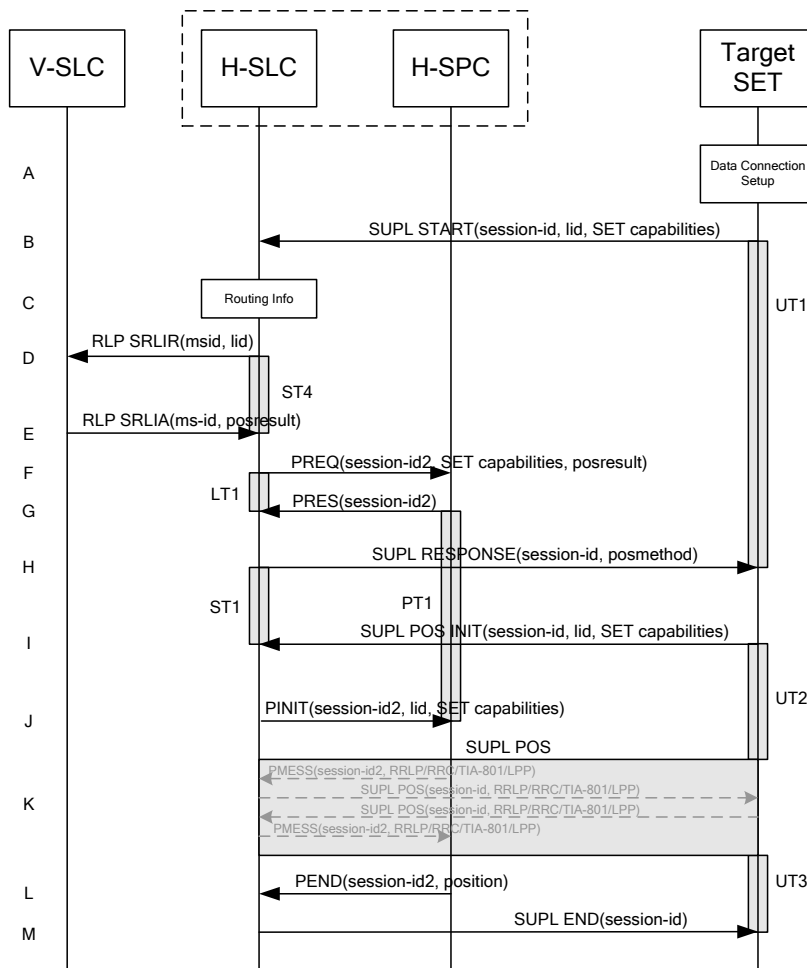 V-SLC
H-SLC
H-SPC
Target
SET
A
Data Connection
Setup
B
SUPL START(session-id, lid, SET capabilities)
C
Routing Info
UT1
D
RLP SRLIR(msid, lid)
ST4
E
RLP SRLIA(ms-id, posresult)
F
PREQ(session-id2, SET capabilities, posresult)
LT1
G
PRES(session-id2)
H
SUPL RESPONSE(session-id, posmethod)
ST1
PT1
I
SUPL POS INIT(session-id, lid, SET capabilities)
UT2
J
PINIT(session-id2, lid, SET capabilities)
SUPL POS
PMESS(session-id2, RRLP/RRC/TIA-801/LPP)
SUPL POS(session-id, RRLP/RRC/TIA-801/LPP)
K
SUPL POS(session-id, RRLP/RRC/TIA-801/LPP)
PMESS(session-id2, RRLP/RRC/TIA-801/LPP)
L
PEND(session-id2, position)
UT3
M
SUPL END(session-id)